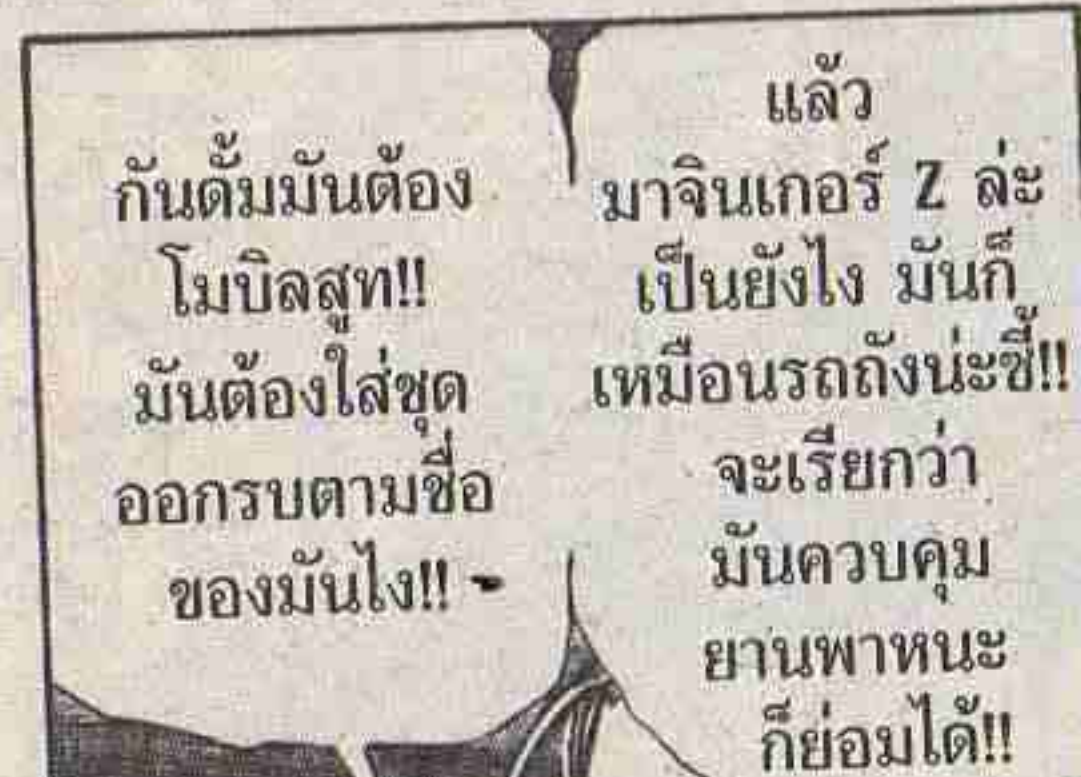 กันดั้มมันต้อง
โมบิลสูท!!
มันต้องใส่ชุด
ออกรบตามชื่อ
ของมันไง!!
แล้ว
มาจินเกอร์ Z ล่ะ
เป็นยังไง มันก็
เหมือนรถถังน่ะซี้!!
จะเรียกว่า
มันควบคุม
ยานพาหนะ
ก็ย่อมได้!!